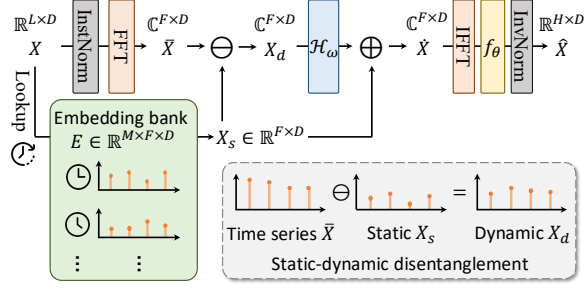 ℝ^{L×D} ℂ^{F×D} ℂ^{F×D} ℂ^{F×D} ℝ^{H×D}
X InstNorm FFT X̄ ⊖ X_d ℋ_ω ⊕ Ẋ IFFT f_θ InvNorm X̂
Lookup
Embedding bank
E ∈ ℝ^{M×F×D}
X_s ∈ ℝ^{F×D}
⊖ =
Time series X̄ Static X_s Dynamic X_d
⋮ ⋮
Static-dynamic disentanglement